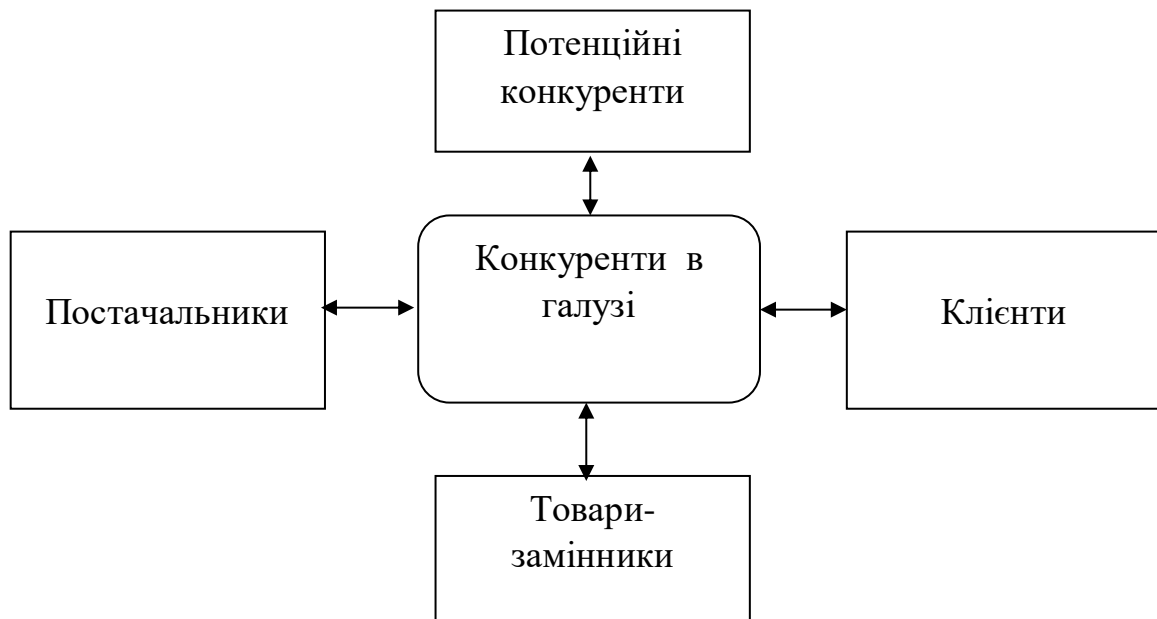 Потенційні
конкуренти
Конкуренти в
галузі
Постачальники
Клієнти
Товари-
замінники